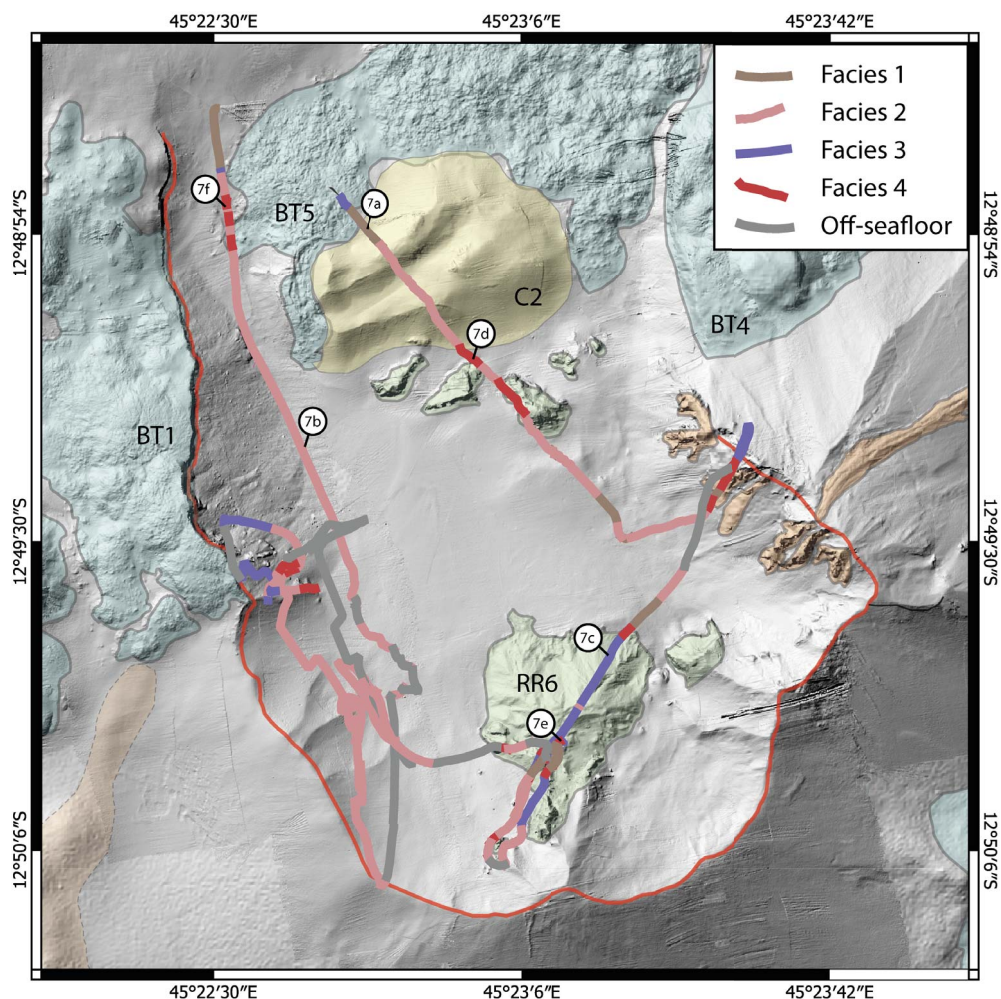 45°22′30″E
45°23′6″E
45°23′42″E
Facies 1
Facies 2
Facies 3
Facies 4
Off-seafloor
7f
7a
BT5
12°48′54″S
12°48′54″S
C2
BT4
7d
7b
BT1
12°49′30″S
12°49′30″S
7c
RR6
7e
12°50′6″S
12°50′6″S
45°22′30″E
45°23′6″E
45°23′42″E